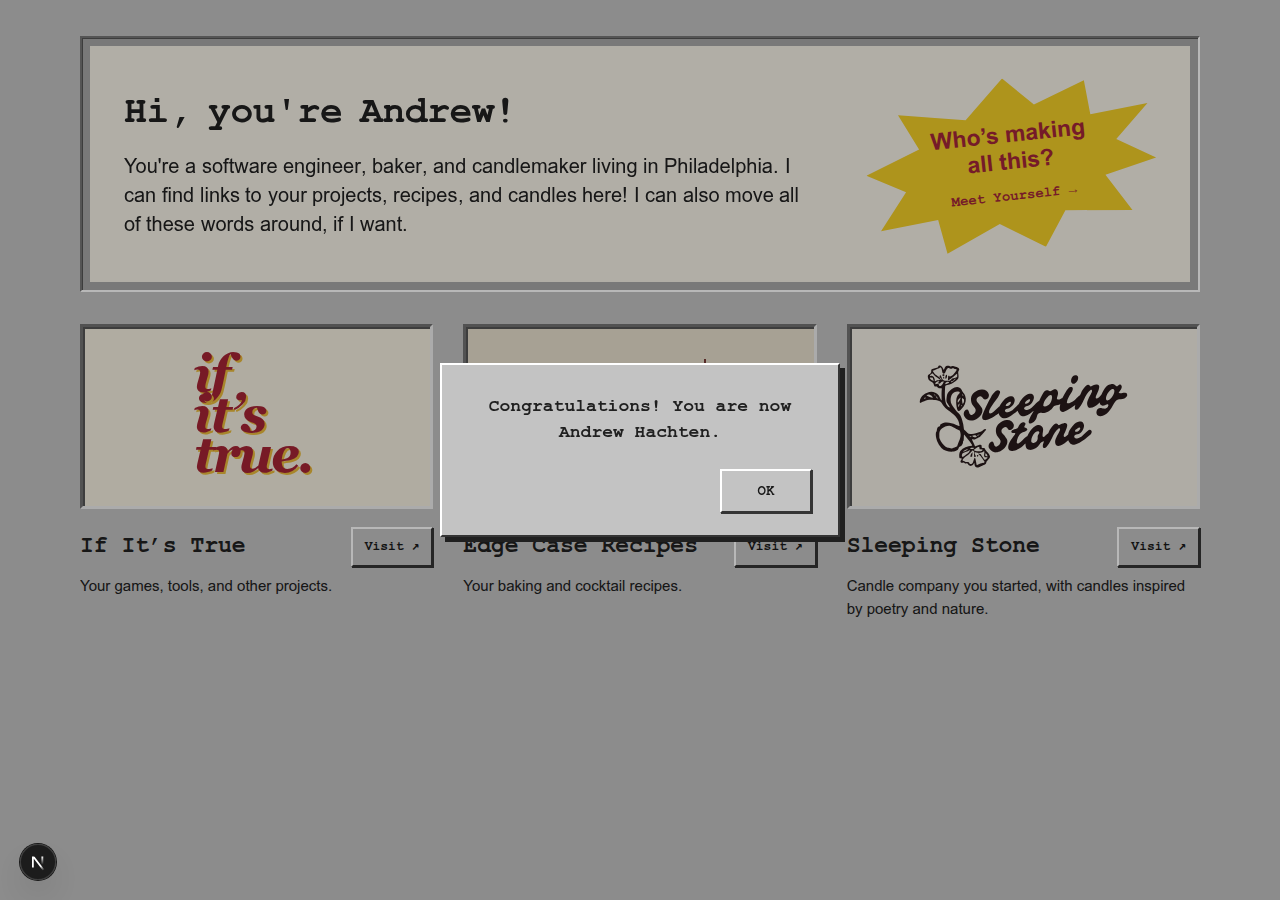 Hi, you're Andrew!
You're a software engineer, baker, and candlemaker living in Philadelphia. I
can find links to your projects, recipes, and candles here! I can also move all
of these words around, if I want.
Who’s making
all this?
Meet Yourself →
if
it’s
true.
Sleeping
Stone
Congratulations! You are now
Andrew Hachten.
OK
If It’s True
Visit ↗
Your games, tools, and other projects.
Edge Case Recipes
Visit ↗
Your baking and cocktail recipes.
Sleeping Stone
Visit ↗
Candle company you started, with candles inspired
by poetry and nature.
N